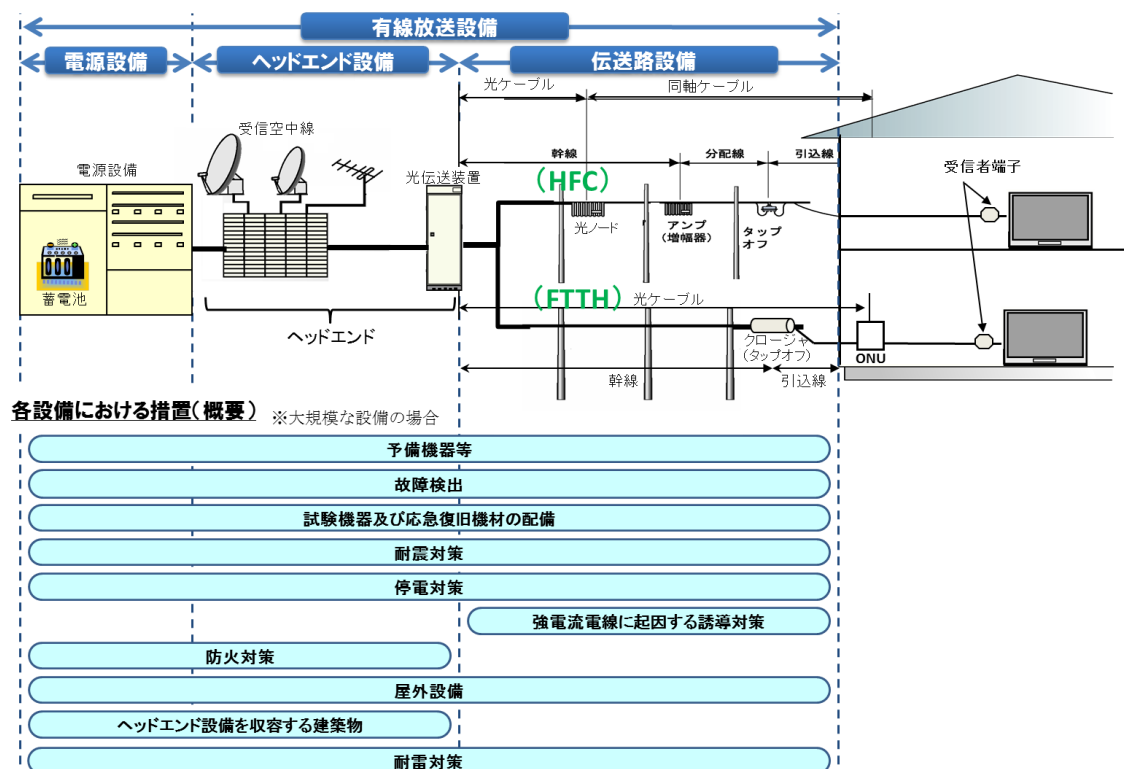 有線放送設備
電源設備
ヘッドエンド設備
伝送路設備
光ケーブル
同軸ケーブル
受信空中線
幹線
分配線
引込線
電源設備
光伝送装置
受信者端子
(HFC)
光ノード
アンプ
(増幅器)
タップ
オフ
蓄電池
(FTTH)
光ケーブル
ヘッドエンド
クロージャ
(タップオフ)
ONU
幹線
引込線
各設備における措置(概要)
※大規模な設備の場合
予備機器等
故障検出
試験機器及び応急復旧機材の配備
耐震対策
停電対策
強電流電線に起因する誘導対策
防火対策
屋外設備
ヘッドエンド設備を収容する建築物
耐雷対策